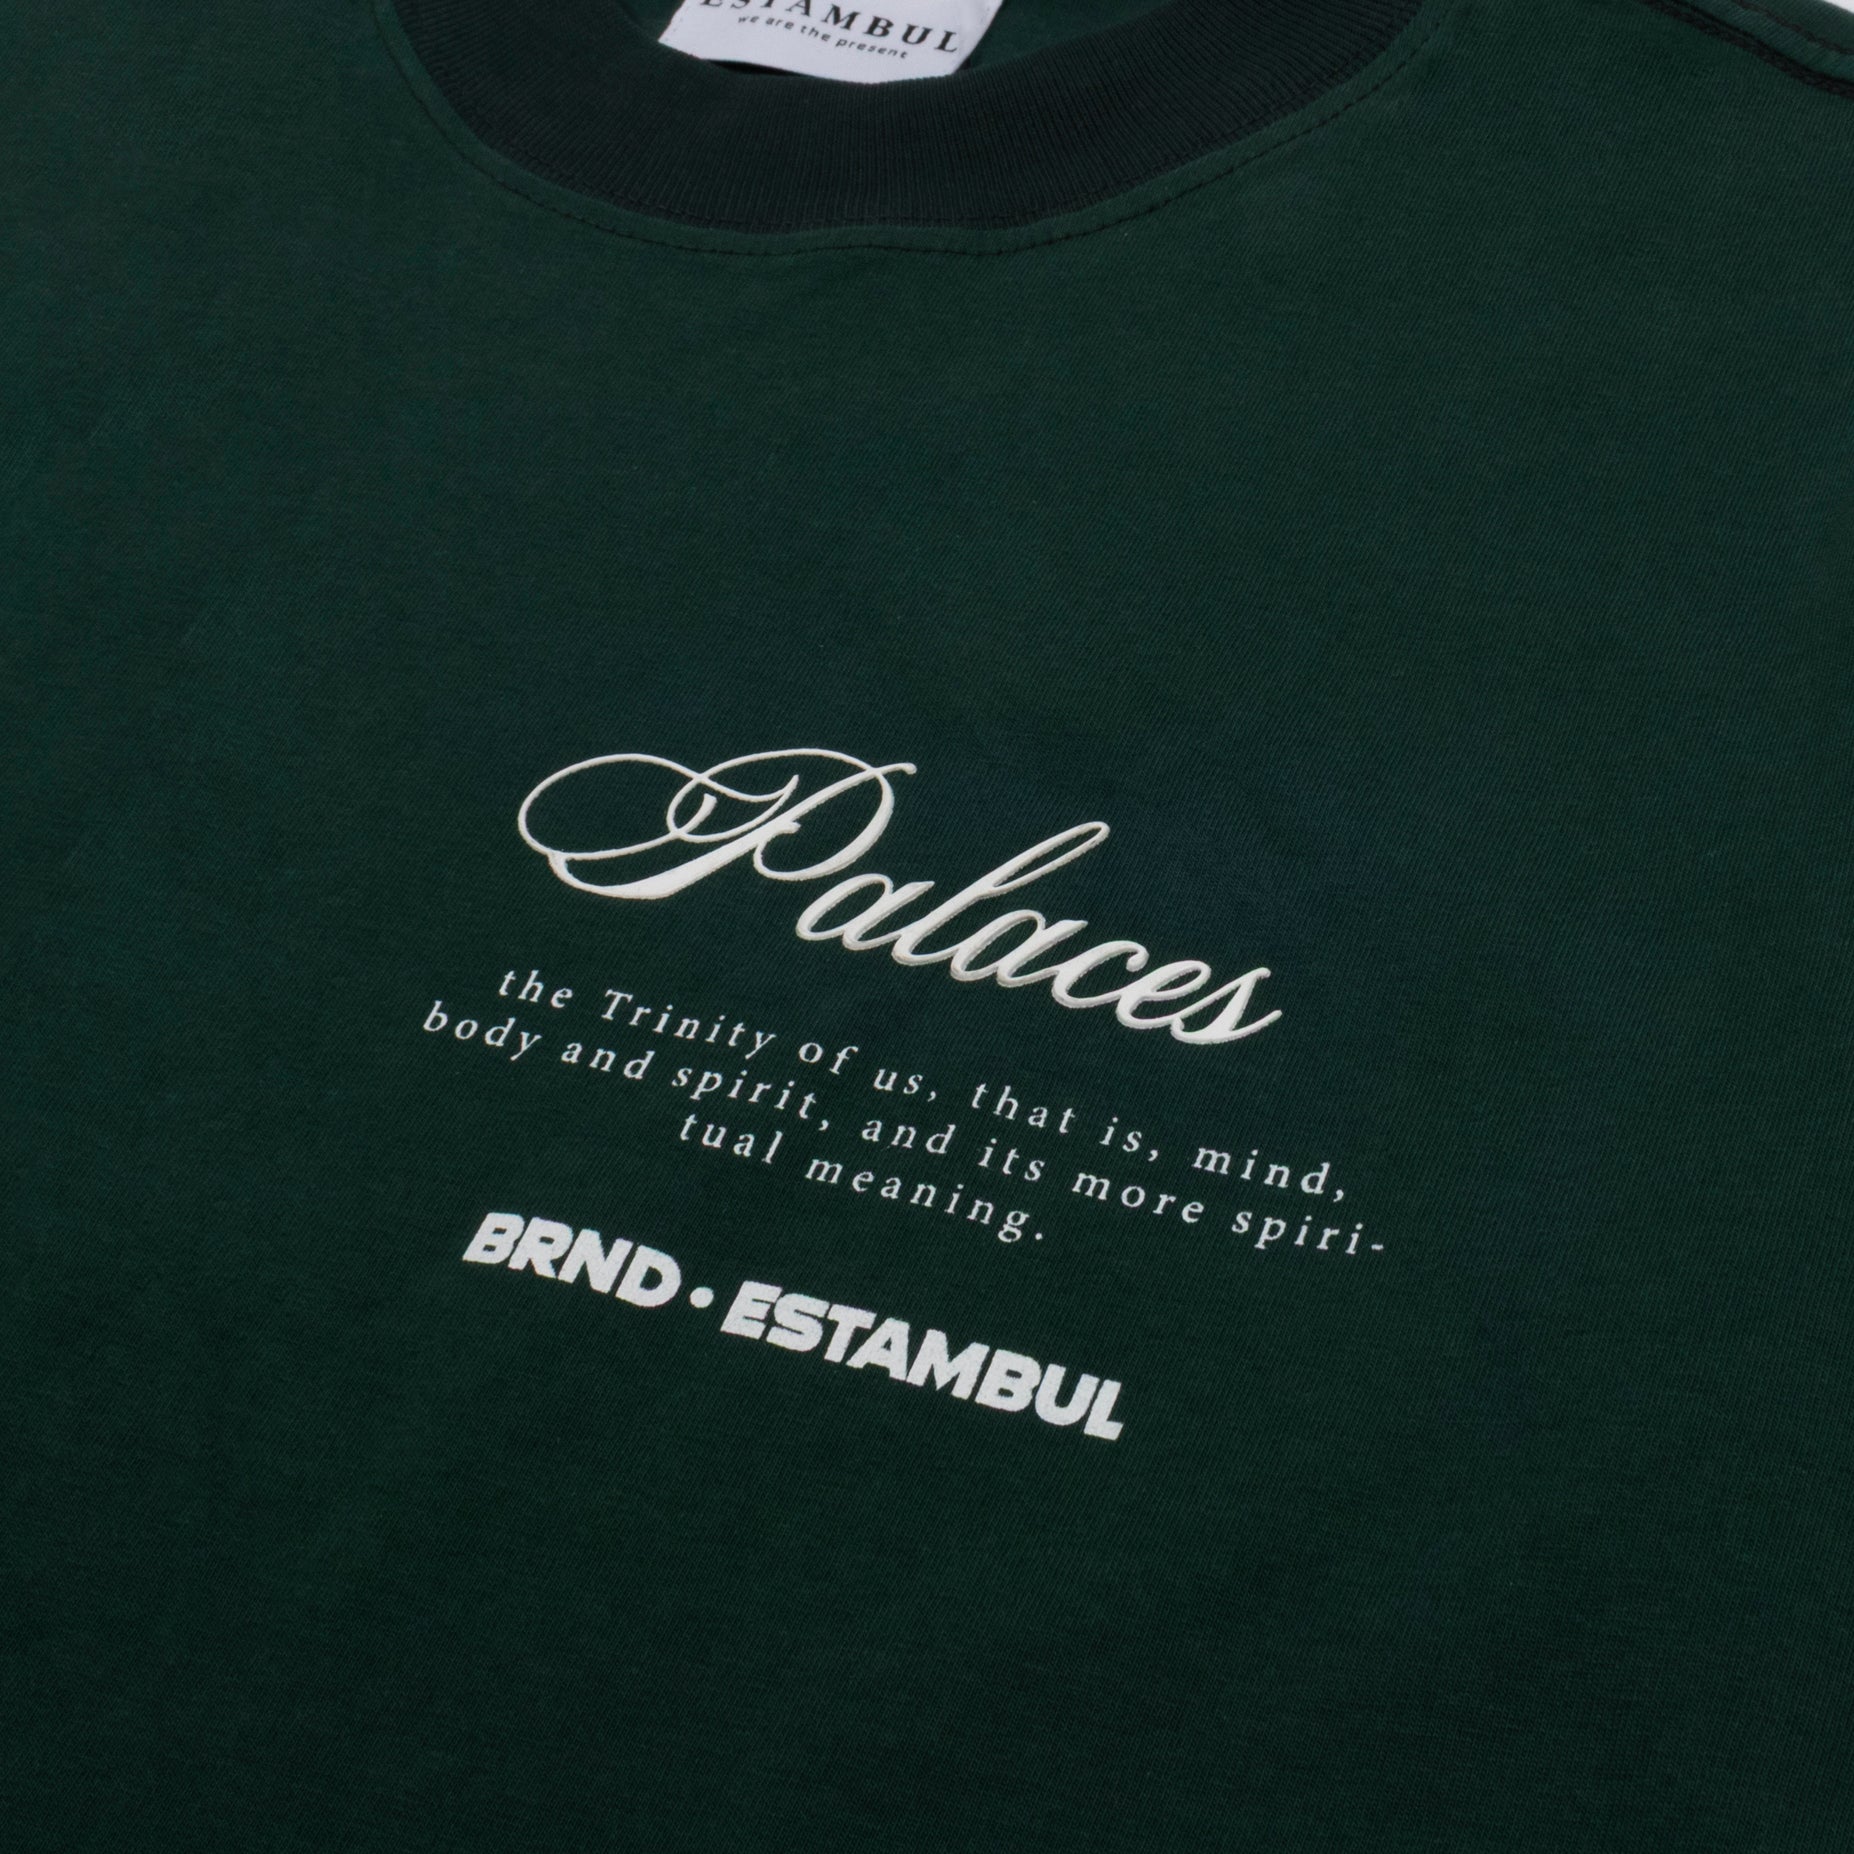 ESTAMBUL
we are the present
Palaces
the Trinity of us, that is, mind,
body and spirit, and its more spiri-
tual meaning.
BRND • ESTAMBUL